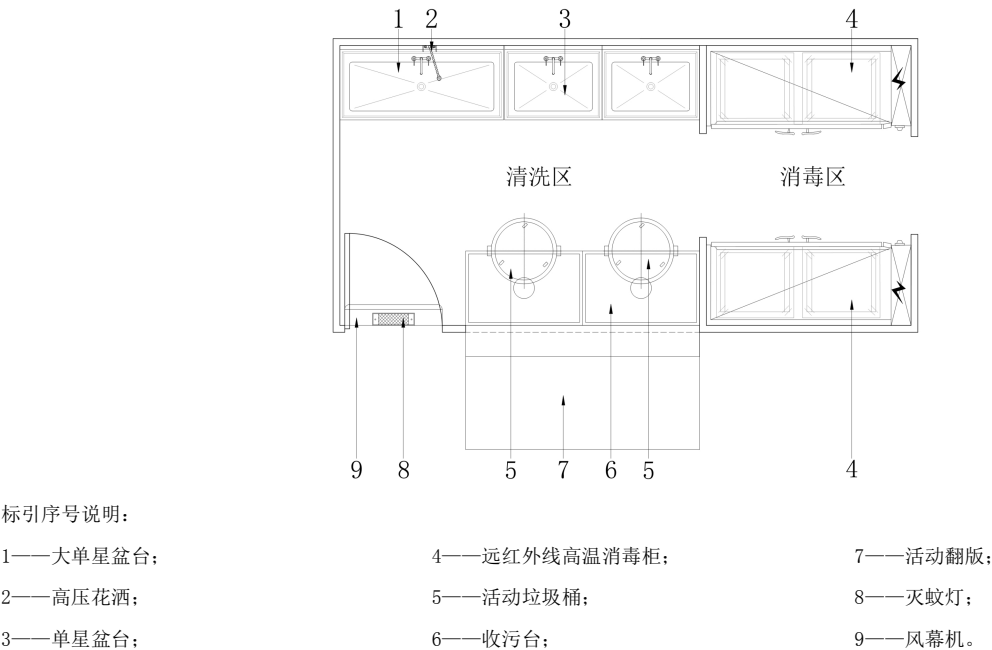 1 2 3 4
清洗区 消毒区
9 8 5 7 6 5 4
标引序号说明：
1——大单星盆台； 4——远红外线高温消毒柜； 7——活动翻版；
2——高压花洒； 5——活动垃圾桶； 8——灭蚊灯；
3——单星盆台； 6——收污台； 9——风幕机。